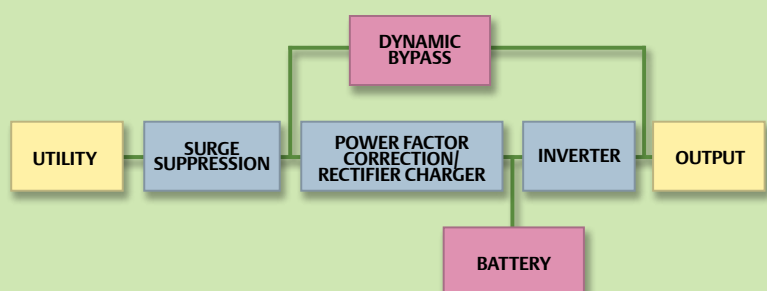 DYNAMIC
BYPASS
UTILITY
SURGE
SUPPRESSION
POWER FACTOR
CORRECTION/
RECTIFIER CHARGER
INVERTER
OUTPUT
BATTERY